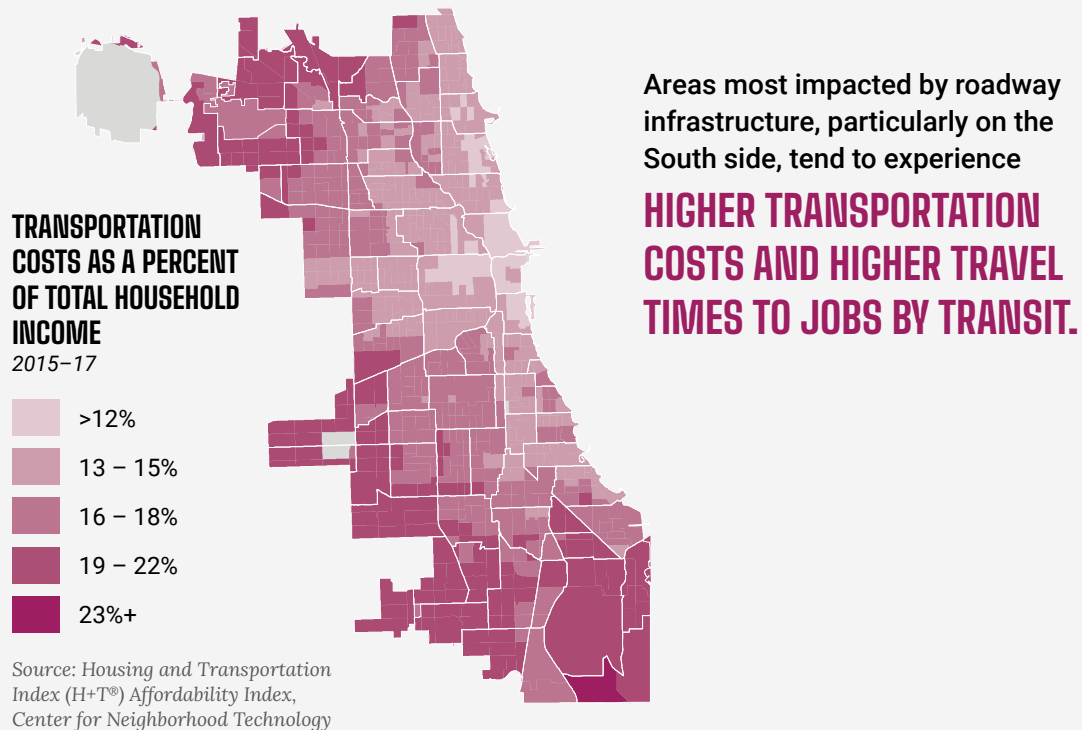 Areas most impacted by roadway
infrastructure, particularly on the
South side, tend to experience
HIGHER TRANSPORTATION
COSTS AND HIGHER TRAVEL
TIMES TO JOBS BY TRANSIT.
TRANSPORTATION
COSTS AS A PERCENT
OF TOTAL HOUSEHOLD
INCOME
2015–17
>12%
13 – 15%
16 – 18%
19 – 22%
23%+
Source: Housing and Transportation
Index (H+T®) Affordability Index,
Center for Neighborhood Technology